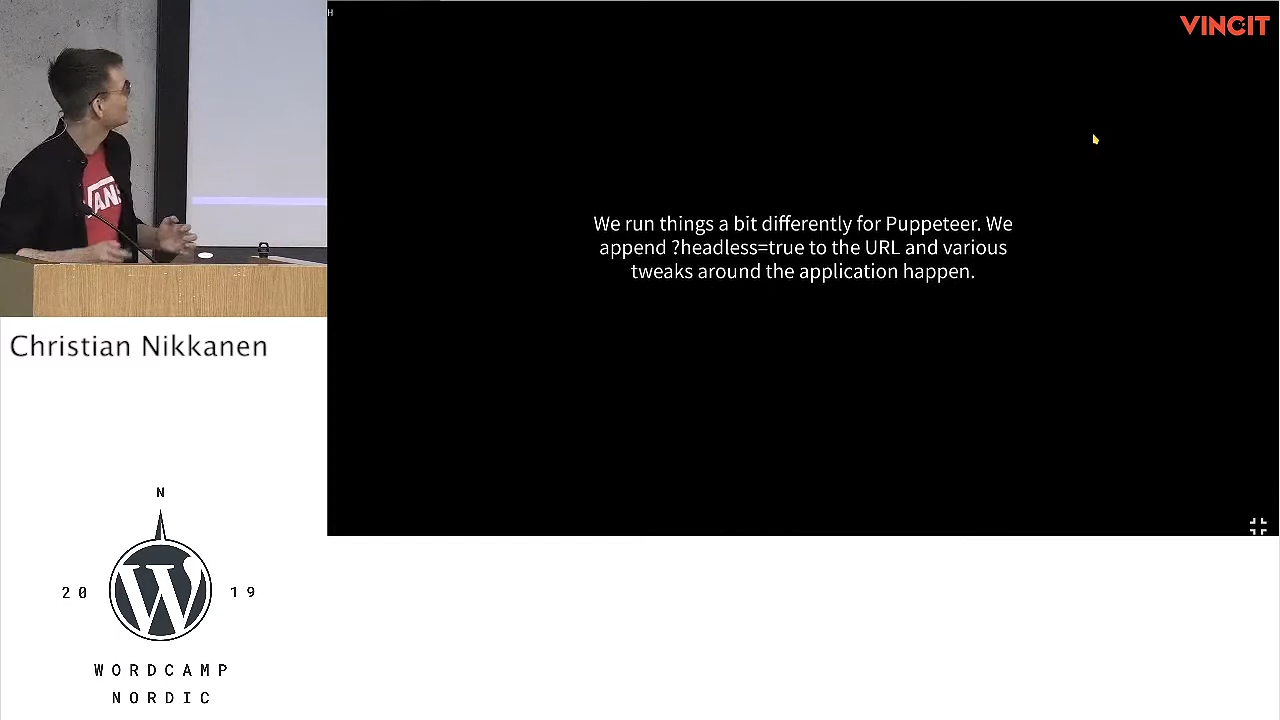 H
VINCIT
We run things a bit differently for Puppeteer. We
append ?headless=true to the URL and various
tweaks around the application happen.
VANS
Christian Nikkanen
N
20 19
WORDCAMP
NORDIC